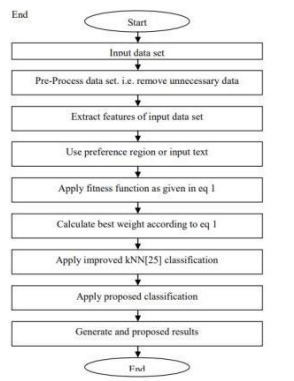 End
Start
Input data set
Pre-Process data set. i.e. remove unnecessary data
Extract features of input data set
Use preference region or input text
Apply fitness function as given in eq 1
Calculate best weight according to eq 1
Apply improved kNN[25] classification
Apply proposed classification
Generate and proposed results
End